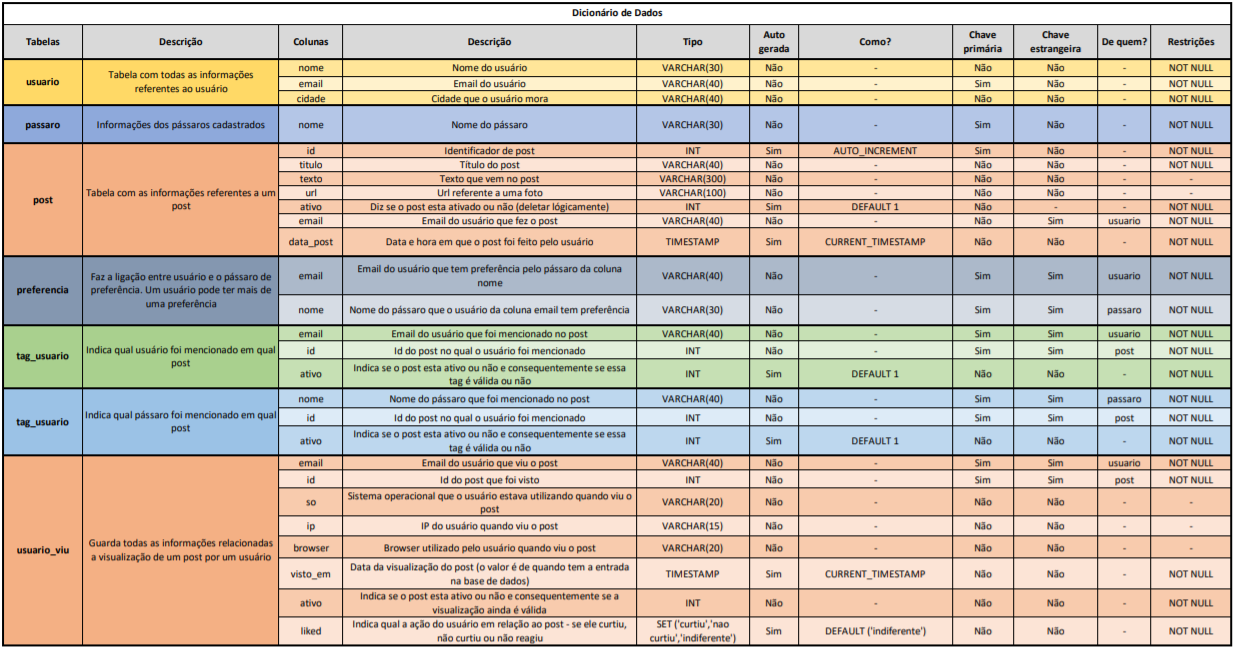 Dicionário de Dados
Tabelas Descrição Colunas Descrição Tipo Auto gerada Como? Chave primária Chave estrangeira De quem? Restrições
usuario Tabela com todas as informações referentes ao usuário
nome Nome do usuário VARCHAR(30) Não - Não Não - NOT NULL
email Email do usuário VARCHAR(40) Não - Sim Não - NOT NULL
cidade Cidade que o usuário mora VARCHAR(40) Não - Não Não - NOT NULL
passaro Informações dos pássaros cadastrados nome Nome do pássaro VARCHAR(30) Não - Sim Não - NOT NULL
post Tabela com as informações referentes a um post
id Identificador de post INT Sim AUTO_INCREMENT Sim Não - NOT NULL
titulo Título do post VARCHAR(40) Não - Não Não - NOT NULL
texto Texto que vem no post VARCHAR(300) Não - Não Não - -
url Url referente a uma foto VARCHAR(100) Não - Não Não - -
ativo Diz se o post esta ativado ou não (deletar lógicamente) INT Sim DEFAULT 1 Não - - NOT NULL
email Email do usuário que fez o post VARCHAR(40) Não - Não Sim usuario NOT NULL
data_post Data e hora em que o post foi feito pelo usuário TIMESTAMP Sim CURRENT_TIMESTAMP Não Não - NOT NULL
preferencia Faz a ligação entre usuário e o pássaro de preferência. Um usuário pode ter mais de uma preferência
email Email do usuário que tem preferência pelo pássaro da coluna nome VARCHAR(40) Não - Sim Sim usuario NOT NULL
nome Nome do pássaro que o usuário da coluna email tem preferência VARCHAR(30) Não - Sim Sim passaro NOT NULL
tag_usuario Indica qual usuário foi mencionado em qual post
email Email do usuário que foi mencionado no post VARCHAR(40) Não - Sim Sim usuario NOT NULL
id Id do post no qual o usuário foi mencionado INT Não - Sim Sim post NOT NULL
ativo Indica se o post esta ativo ou não e consequentemente se essa tag é válida ou não INT Sim DEFAULT 1 Não Não - NOT NULL
tag_usuario Indica qual pássaro foi mencionado em qual post
nome Nome do pássaro que foi mencionado no post VARCHAR(40) Não - Sim Sim passaro NOT NULL
id Id do post no qual o usuário foi mencionado INT Não - Sim Sim post NOT NULL
ativo Indica se o post esta ativo ou não e consequentemente se essa tag é válida ou não INT Sim DEFAULT 1 Não Não - NOT NULL
usuario_viu Guarda todas as informações relacionadas a visualização de um post por um usuário
email Email do usuário que viu o post VARCHAR(40) Não - Sim Sim usuario NOT NULL
id Id do post que foi visto INT Não - Sim Sim post NOT NULL
so Sistema operacional que o usuário estava utilizando quando viu o post VARCHAR(20) Não - Não Não - -
ip IP do usuário quando viu o post VARCHAR(15) Não - Não Não - -
browser Browser utilizado pelo usuário quando viu o post VARCHAR(20) Não - Não Não - -
visto_em Data da visualização do post (o valor é de quando tem a entrada na base de dados) TIMESTAMP Sim CURRENT_TIMESTAMP Não Não - NOT NULL
ativo Indica se o post esta ativo ou não e consequentemente se a visualização ainda é válida INT Não - Não Não - NOT NULL
liked Indica qual a ação do usuário em relação ao post - se ele curtiu, não curtiu ou não reagiu SET ('curtiu','nao curtiu','indiferente') Sim DEFAULT ('indiferente') Não Não - NOT NULL